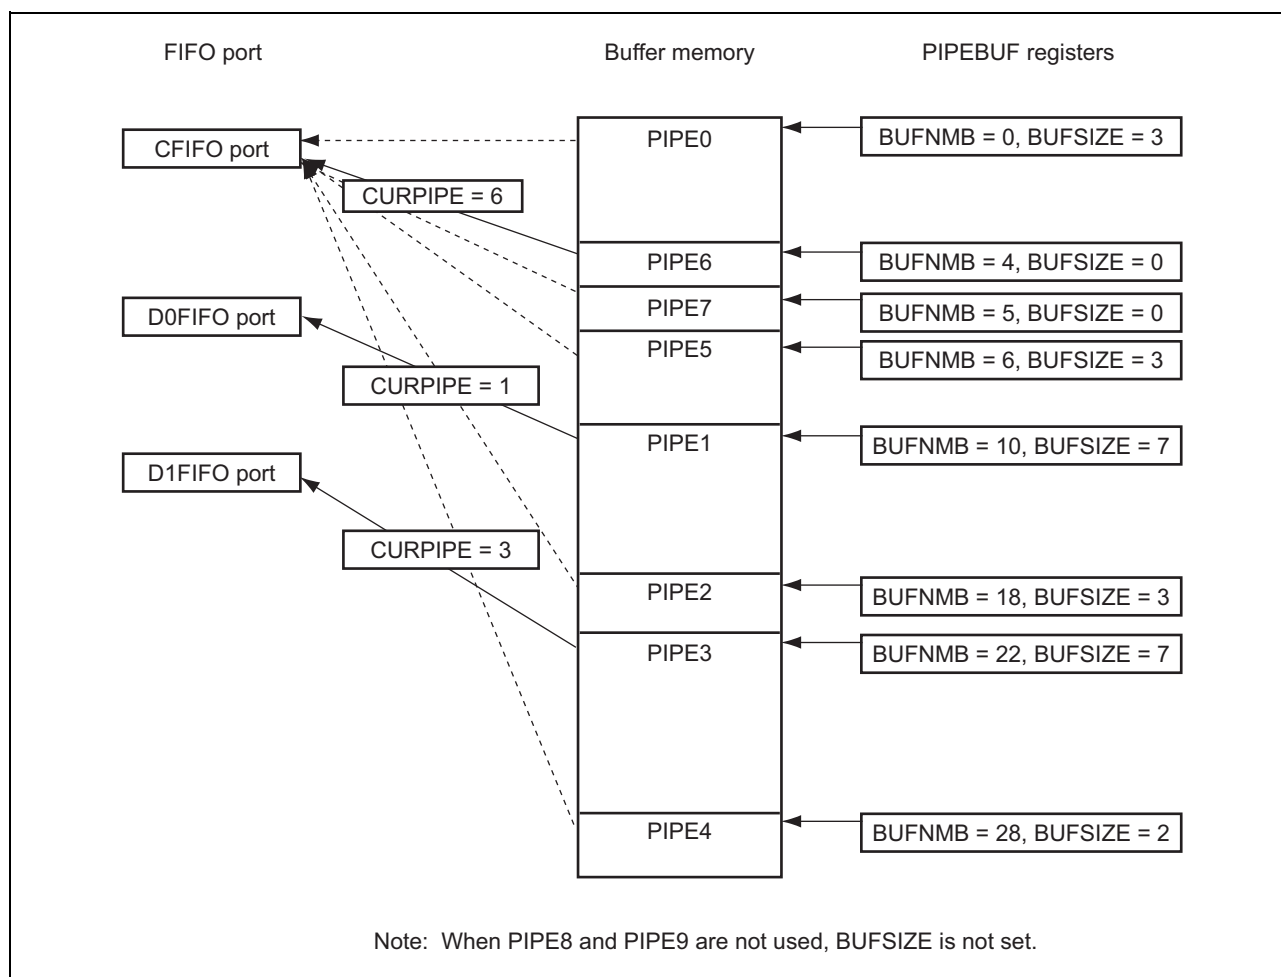 FIFO port
Buffer memory
PIPEBUF registers
CFIFO port
PIPE0
BUFNMB = 0, BUFSIZE = 3
CURPIPE = 6
PIPE6
BUFNMB = 4, BUFSIZE = 0
D0FIFO port
PIPE7
BUFNMB = 5, BUFSIZE = 0
PIPE5
BUFNMB = 6, BUFSIZE = 3
CURPIPE = 1
PIPE1
BUFNMB = 10, BUFSIZE = 7
D1FIFO port
CURPIPE = 3
PIPE2
BUFNMB = 18, BUFSIZE = 3
PIPE3
BUFNMB = 22, BUFSIZE = 7
PIPE4
BUFNMB = 28, BUFSIZE = 2
Note: When PIPE8 and PIPE9 are not used, BUFSIZE is not set.